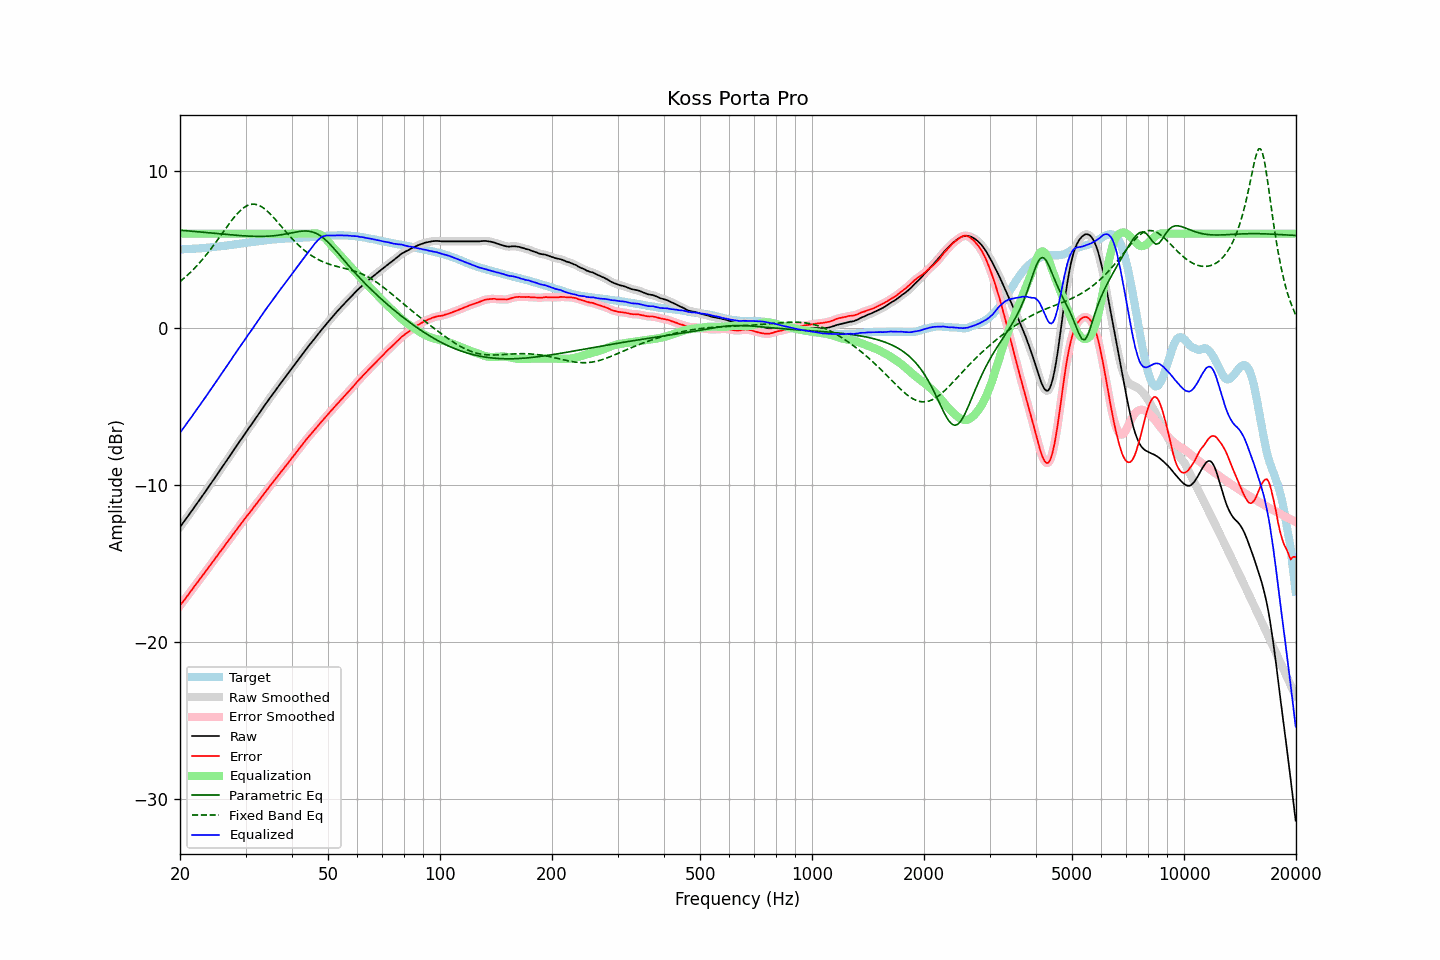 Koss Porta Pro
Amplitude (dBr)
10
0
−10
−20
−30
Target
Raw Smoothed
Error Smoothed
Raw
Error
Equalization
Parametric Eq
Fixed Band Eq
Equalized
20 50 100 200 500 1000 2000 5000 10000 20000
Frequency (Hz)